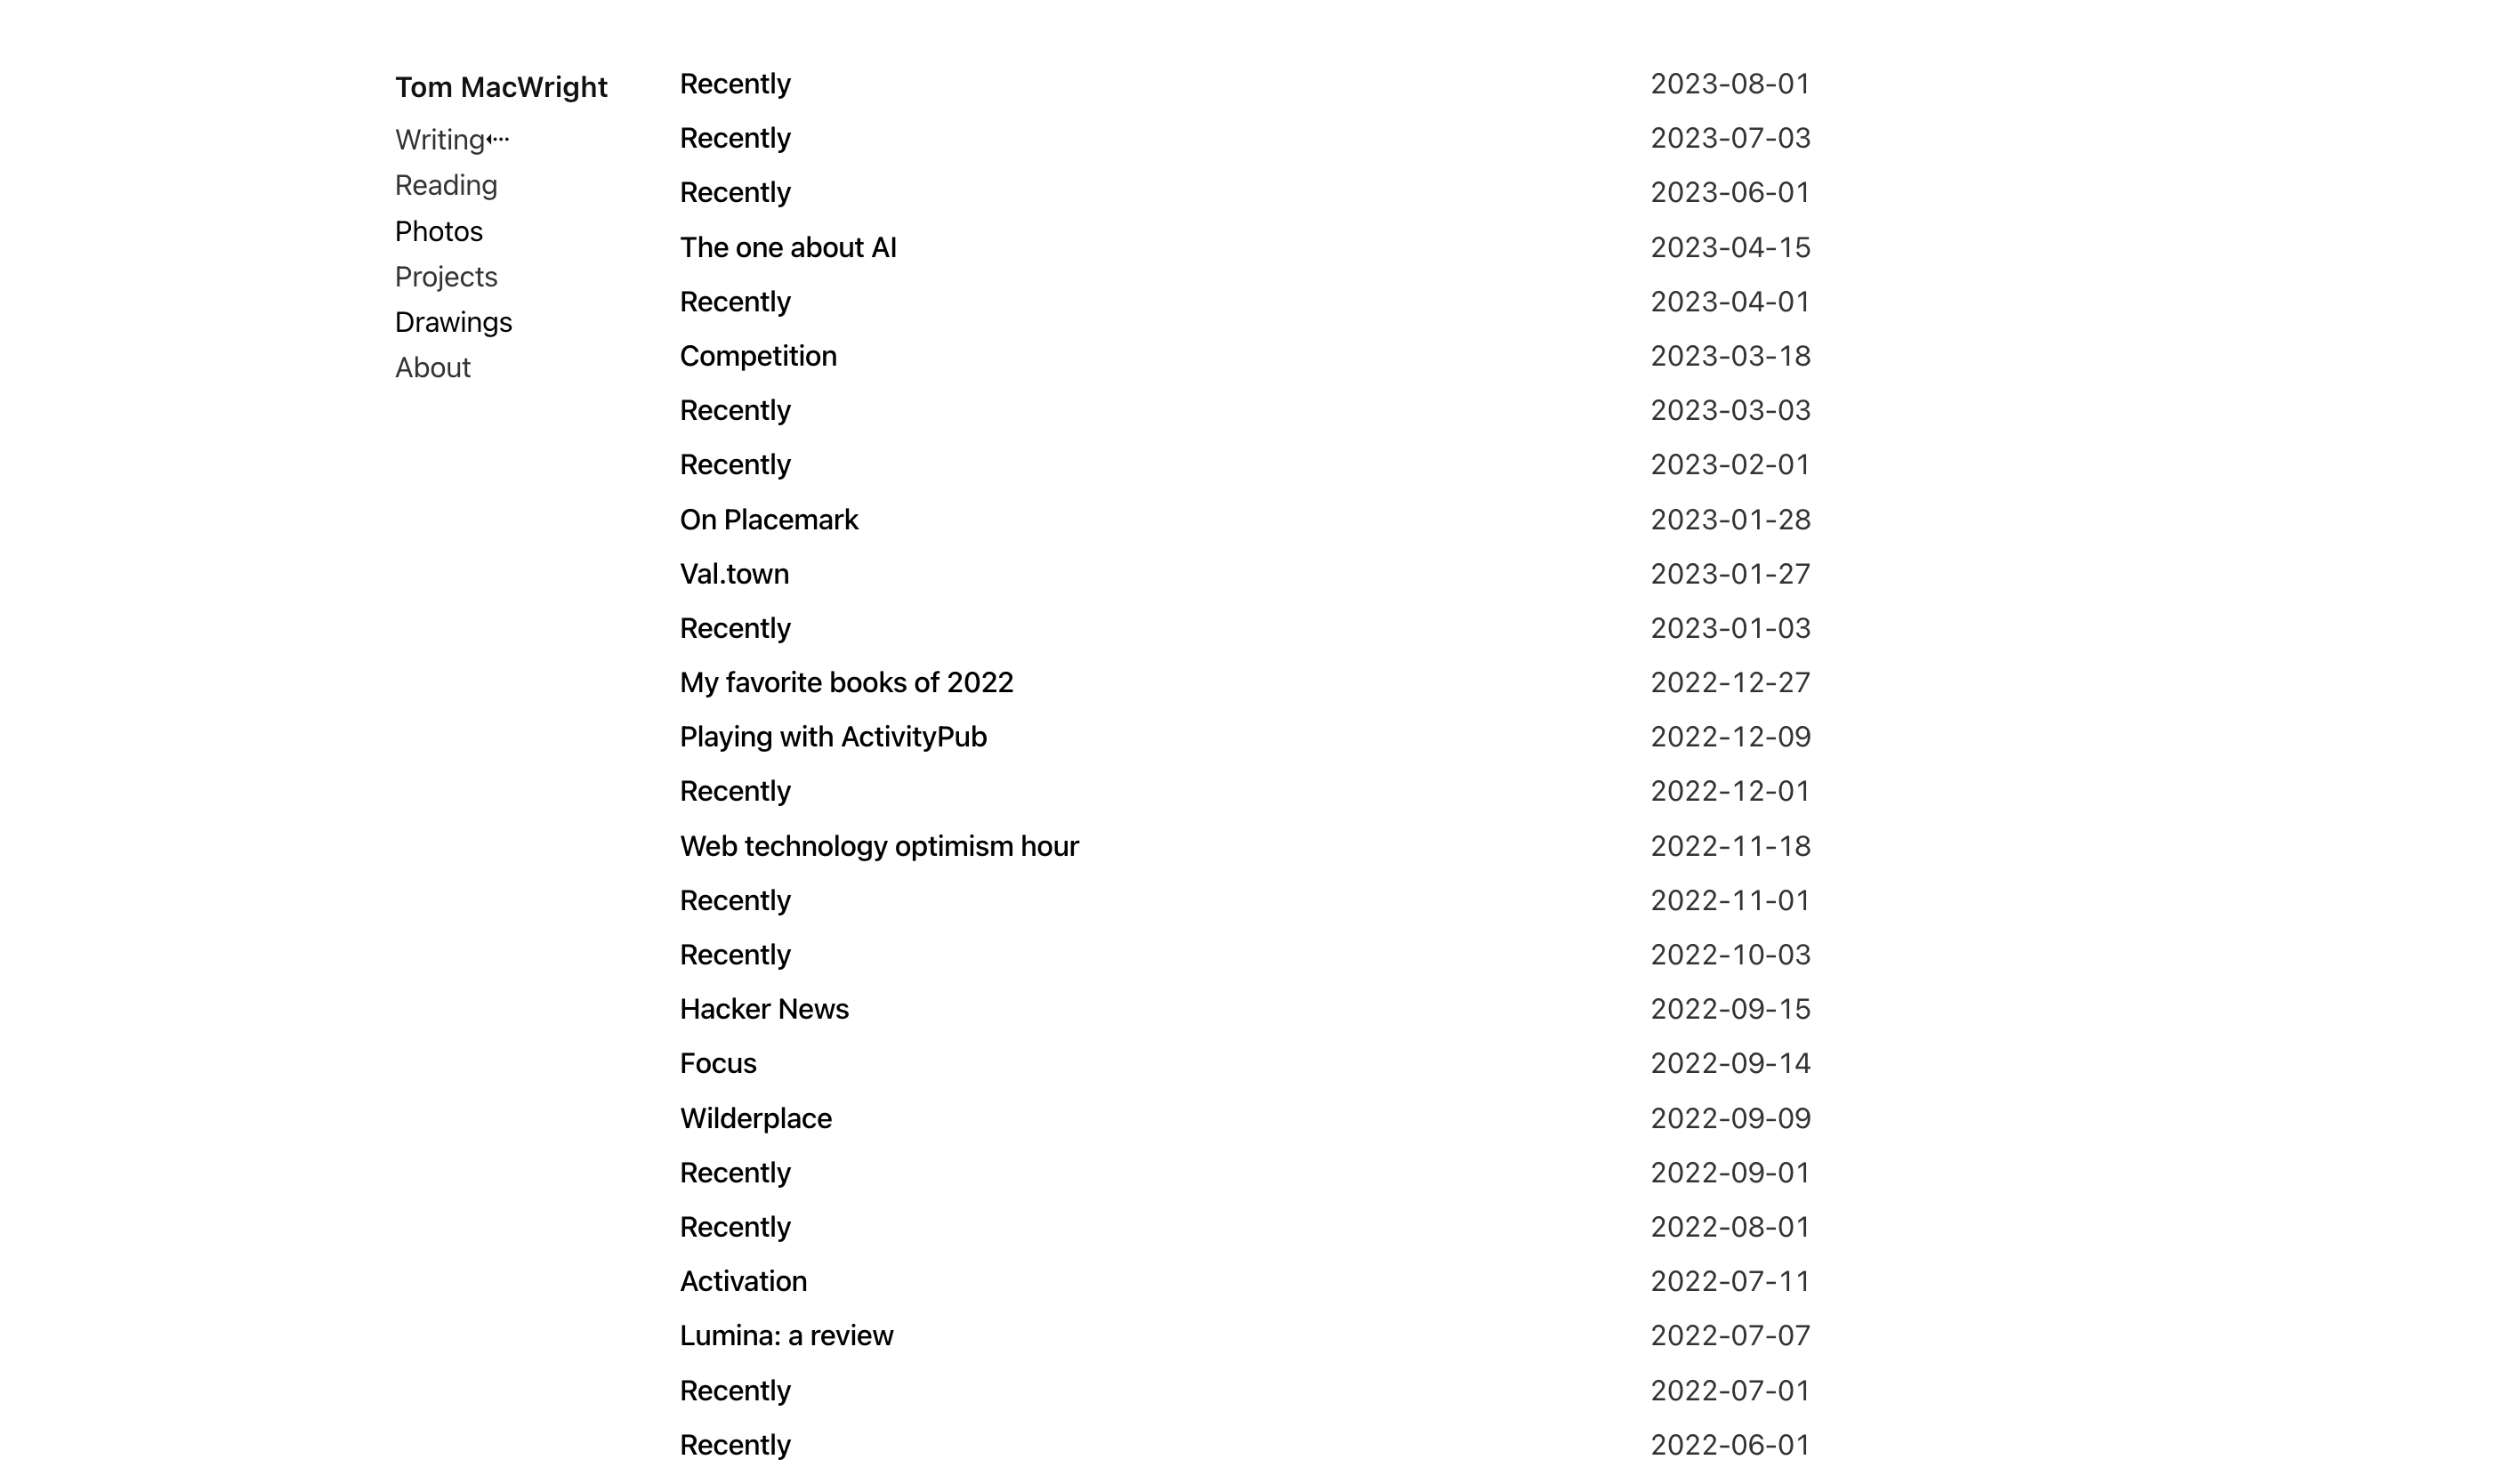 Tom MacWright
Writing
Reading
Photos
Projects
Drawings
About
Recently 2023-08-01
Recently 2023-07-03
Recently 2023-06-01
The one about AI 2023-04-15
Recently 2023-04-01
Competition 2023-03-18
Recently 2023-03-03
Recently 2023-02-01
On Placemark 2023-01-28
Val.town 2023-01-27
Recently 2023-01-03
My favorite books of 2022 2022-12-27
Playing with ActivityPub 2022-12-09
Recently 2022-12-01
Web technology optimism hour 2022-11-18
Recently 2022-11-01
Recently 2022-10-03
Hacker News 2022-09-15
Focus 2022-09-14
Wilderplace 2022-09-09
Recently 2022-09-01
Recently 2022-08-01
Activation 2022-07-11
Lumina: a review 2022-07-07
Recently 2022-07-01
Recently 2022-06-01